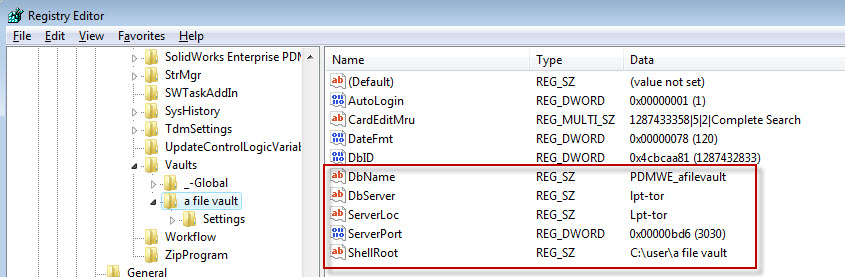 Registry Editor
File Edit View Favorites Help
SolidWorks Enterprise PDM
StrMgr
SWTaskAddIn
SysHistory
TdmSettings
UpdateControlLogicVariab
Vaults
_-Global
a file vault
Settings
Workflow
ZipProgram
General
Name Type Data
(Default) REG_SZ (value not set)
AutoLogin REG_DWORD 0x00000001 (1)
CardEditMru REG_MULTI_SZ 1287433358|5|2|Complete Search
DateFmt REG_DWORD 0x00000078 (120)
DbID REG_DWORD 0x4cbcaa81 (1287432833)
DbName REG_SZ PDMWE_afilevault
DbServer REG_SZ lpt-tor
ServerLoc REG_SZ Lpt-tor
ServerPort REG_DWORD 0x00000bd6 (3030)
ShellRoot REG_SZ C:\user\a file vault